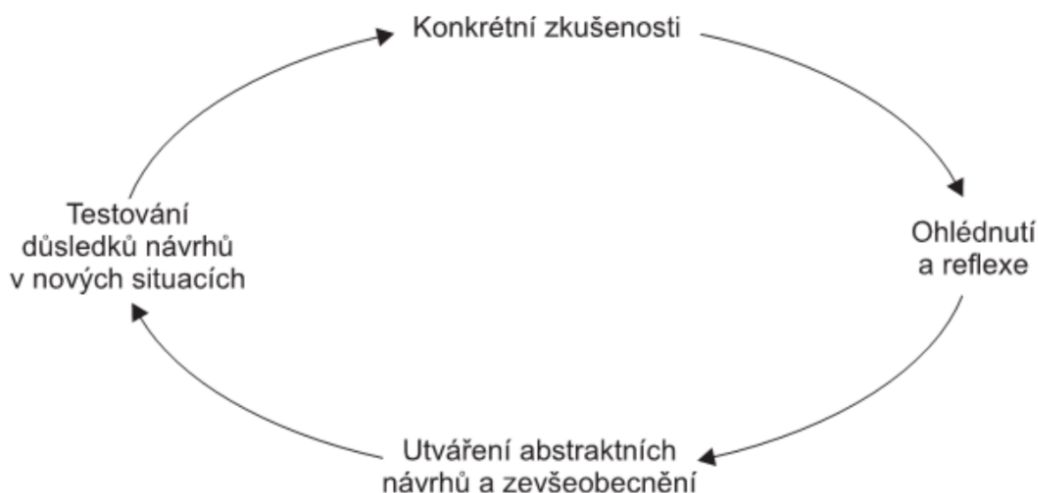 Konkrétní zkušenosti
Ohlédnutí
a reflexe
Utváření abstraktních
návrhů a zevšeobecnění
Testování
důsledků návrhů
v nových situacích